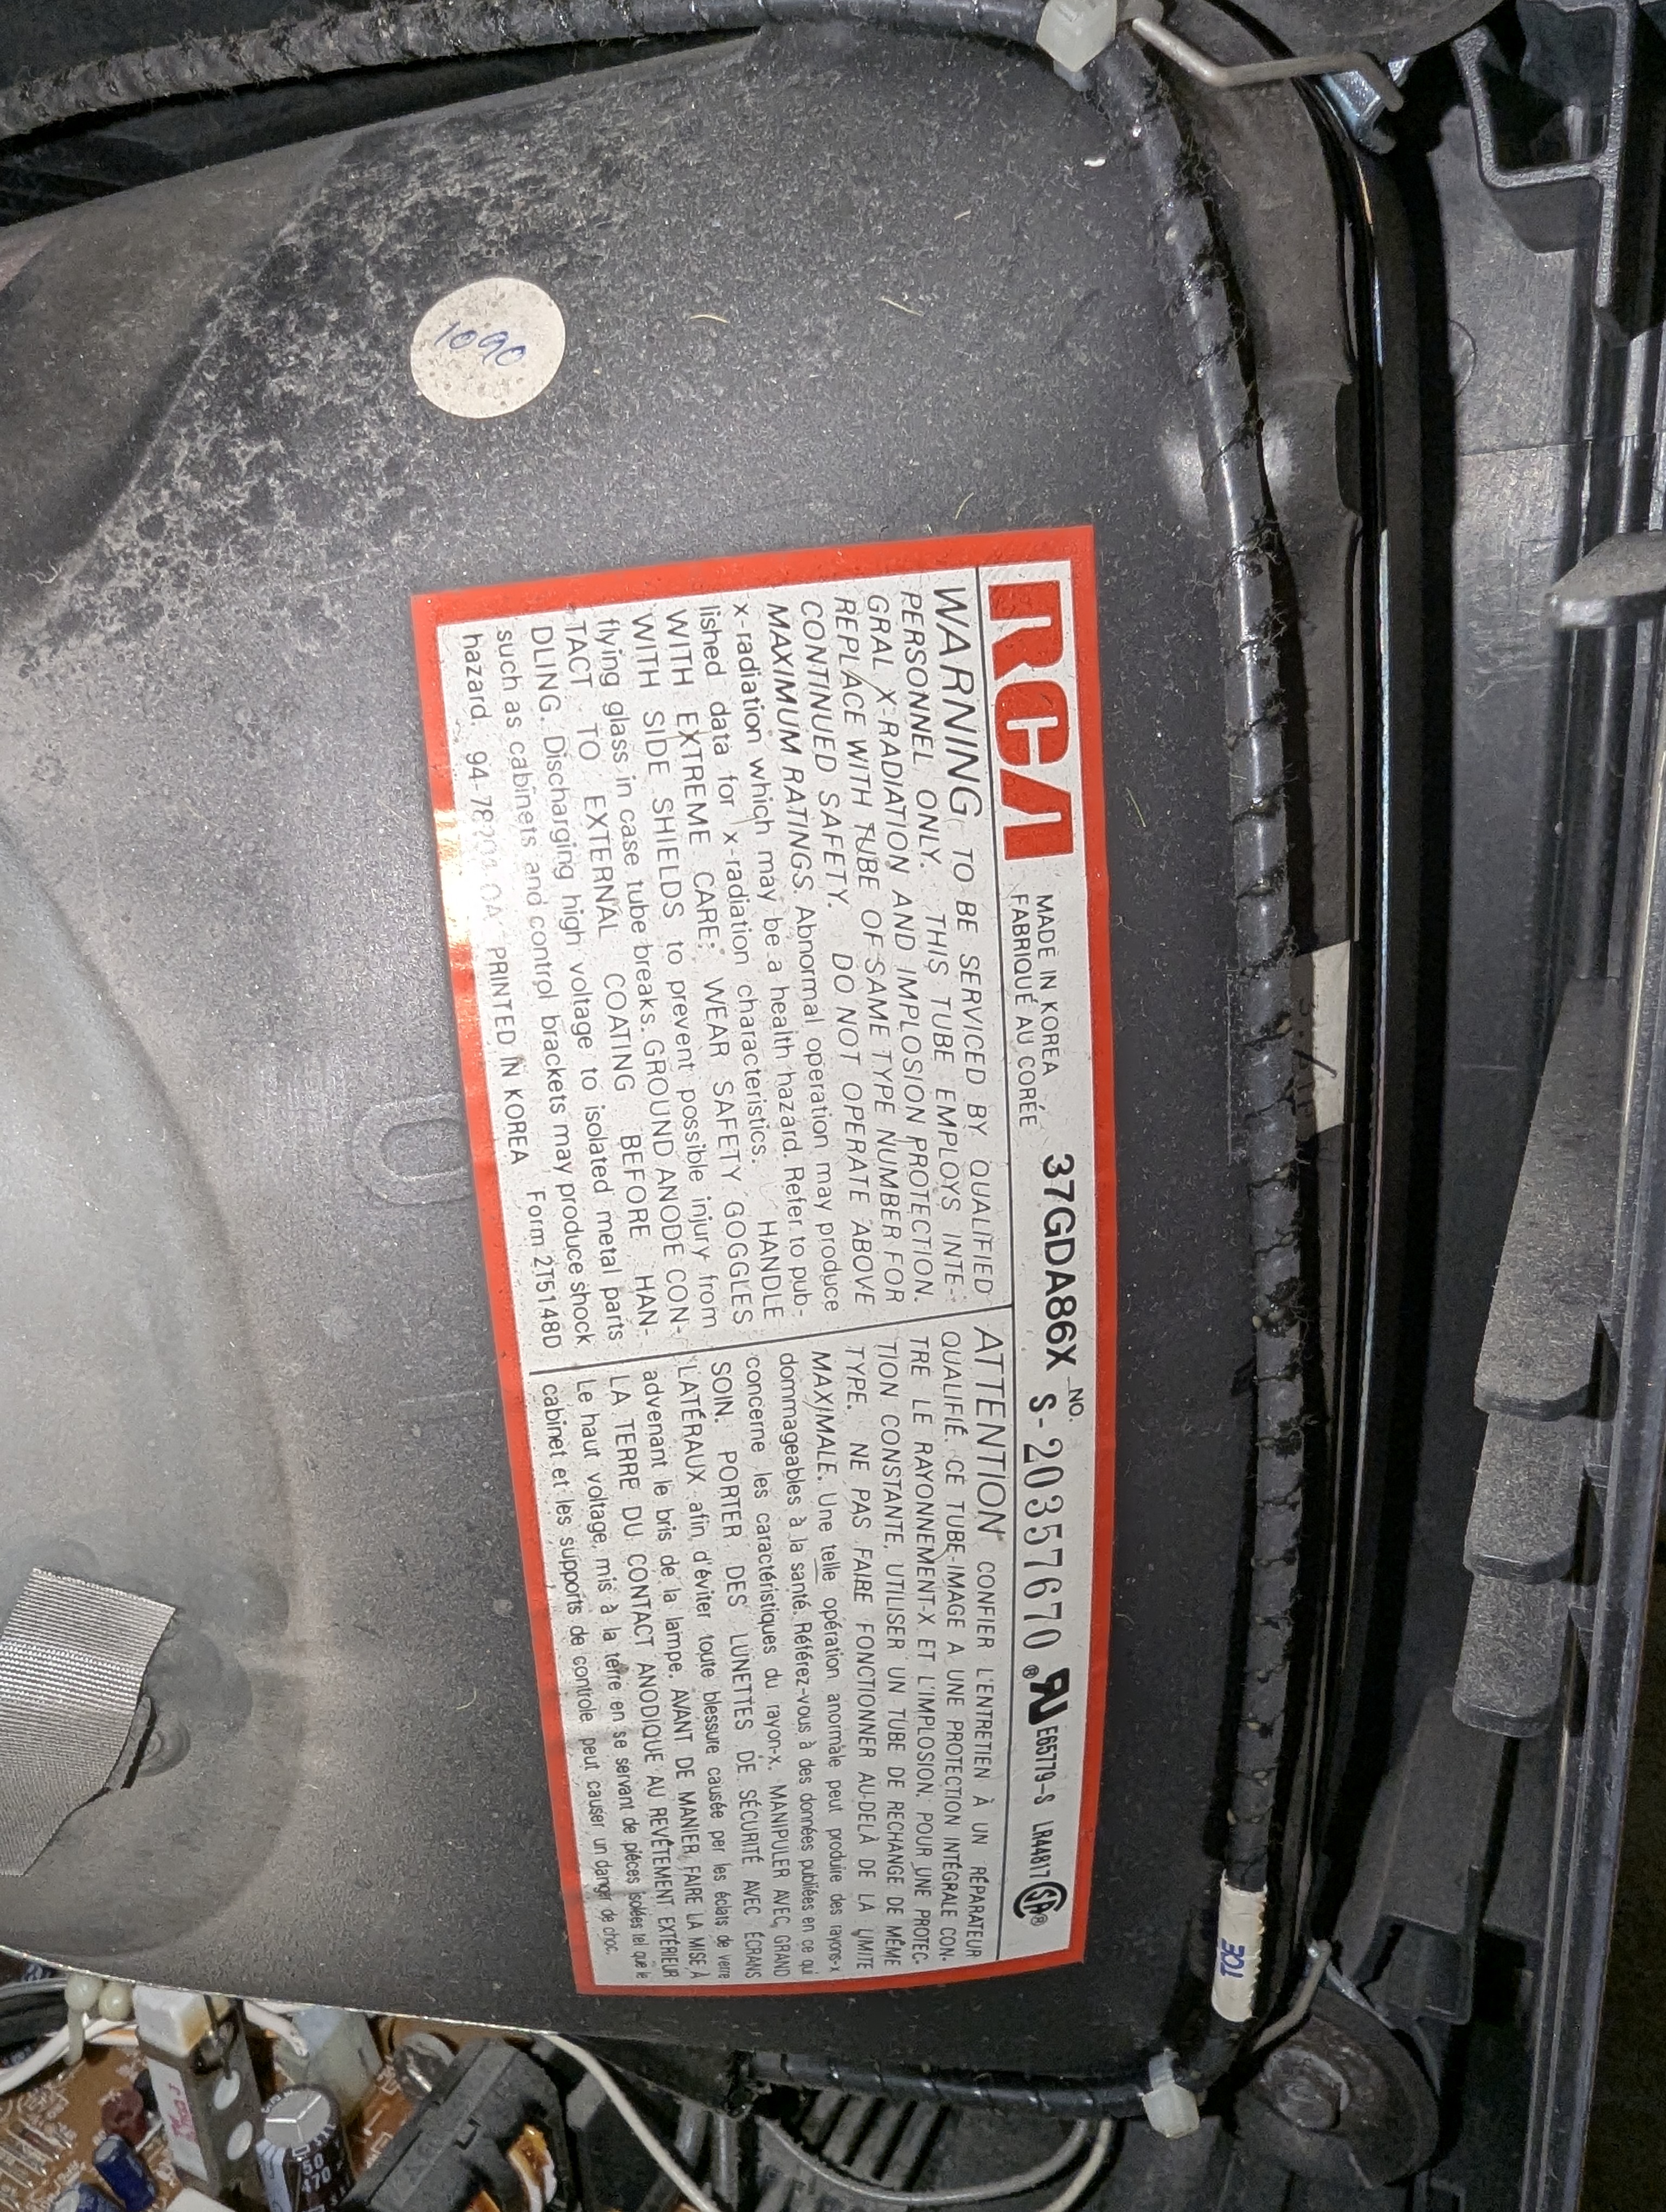 RCA
MADE IN KOREA
FABRIQUÉ AU CORÉE
37GDA86X
NO.
S-20357670
® E65779-S LR44817 SA®
WARNING TO BE SERVICED BY QUALIFIED
PERSONNEL ONLY. THIS TUBE EMPLOYS INTE-
GRAL X-RADIATION AND IMPLOSION PROTECTION.
REPLACE WITH TUBE OF SAME TYPE NUMBER FOR
CONTINUED SAFETY. DO NOT OPERATE ABOVE
MAXIMUM RATINGS. Abnormal operation may produce
x-radiation which may be a health hazard. Refer to pub-
lished data for x-radiation characteristics. HANDLE
WITH EXTREME CARE; WEAR SAFETY GOGGLES
WITH SIDE SHIELDS to prevent possible injury from
flying glass in case tube breaks. GROUND ANODE CON-
TACT TO EXTERNAL COATING BEFORE HAN-
DLING. Discharging high voltage to isolated metal parts
such as cabinets and control brackets may produce shock
hazard. PRINTED IN KOREA Form 2T5148D
ATTENTION CONFIER L'ENTRETIEN À UN RÉPARATEUR
QUALIFIÉ. CE TUBE-IMAGE A UNE PROTECTION INTÉGRALE CON-
TRE LE RAYONNEMENT-X ET L'IMPLOSION. POUR UNE PROTEC-
TION CONSTANTE, UTILISER UN TUBE DE RECHANGE DE MÊME
TYPE. NE PAS FAIRE FONCTIONNER AU-DELÀ DE LA LIMITE
MAXIMALE. Une telle opération anormale peut produire des rayons-x
dommageables à la santé. Référez-vous à des données publiées en ce qui
concerne les caractéristiques du rayon-x. MANIPULER AVEC GRAND
SOIN. PORTER DES LUNETTES DE SÉCURITÉ AVEC ÉCRANS
LATÉRAUX afin d'éviter toute blessure causée per les éclats de verre
advenant le bris de la lampe. AVANT DE MANIER, FAIRE LA MISE À
LA TERRE DU CONTACT ANODIQUE AU REVÊTEMENT EXTÉRIEUR
Le haut voltage, mis à la terre en se servant de pièces isolées tel que le
cabinet et les supports de controle, peut causer un danger de choc.
1090